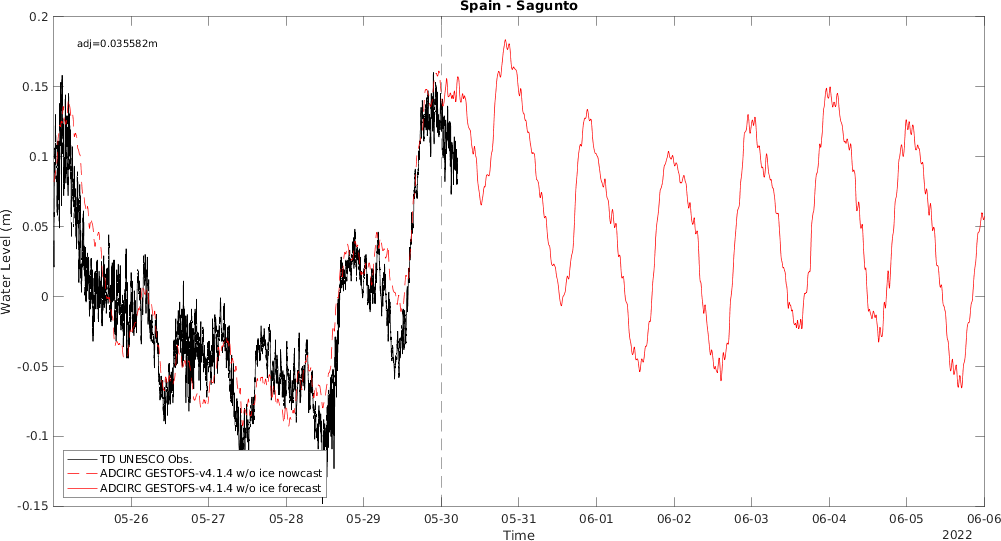 Spain - Sagunto
adj=0.035582m
0.2
0.15
0.1
0.05
0
-0.05
-0.1
-0.15
Water Level (m)
TD UNESCO Obs.
ADCIRC GESTOFS-v4.1.4 w/o ice nowcast
ADCIRC GESTOFS-v4.1.4 w/o ice forecast
05-26 05-27 05-28 05-29 05-30 05-31 06-01 06-02 06-03 06-04 06-05 06-06
Time
2022